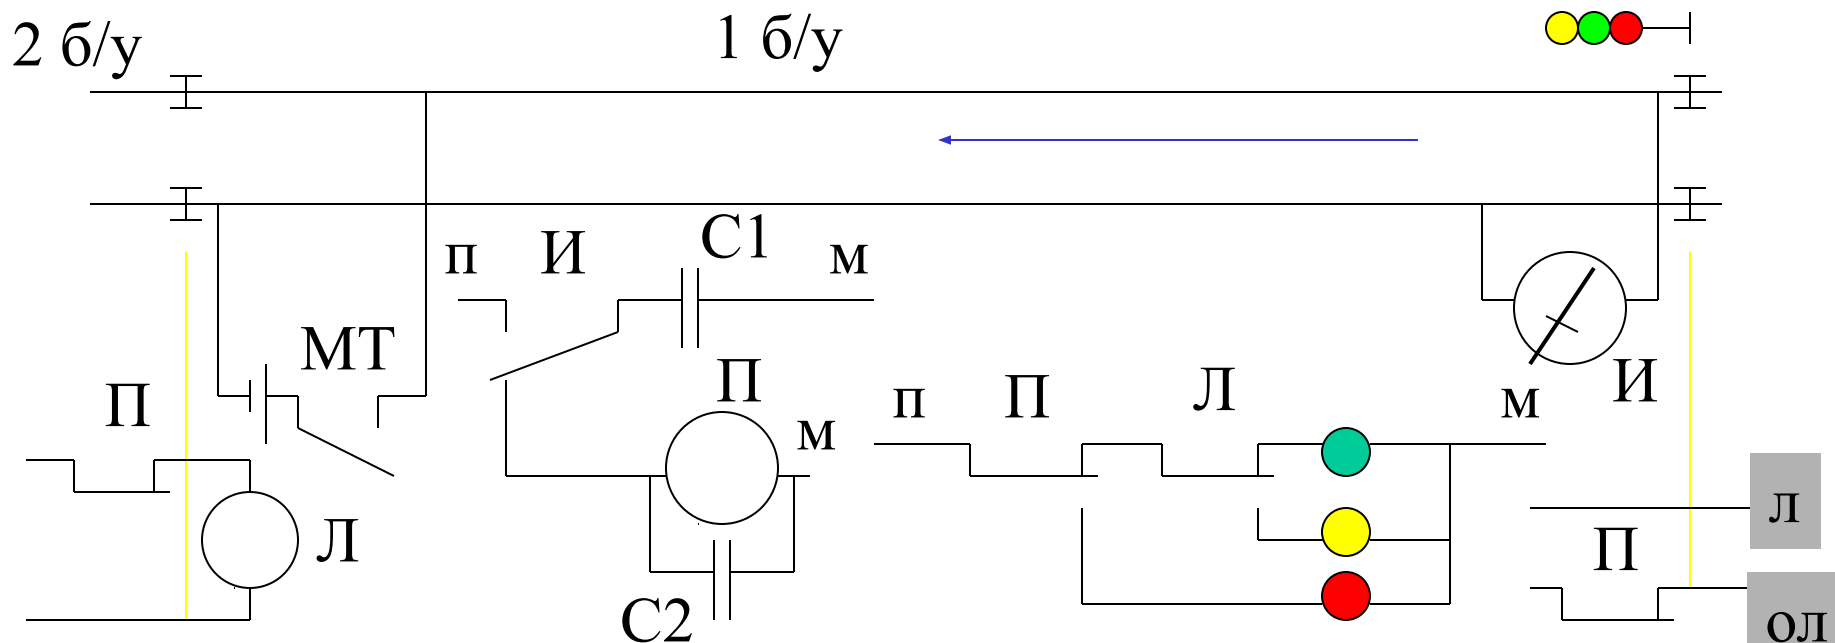 2 б/у
1 б/у
п И С1 м
МТ
П
П
м
п П Л м
И
Л
С2
л
П
ол